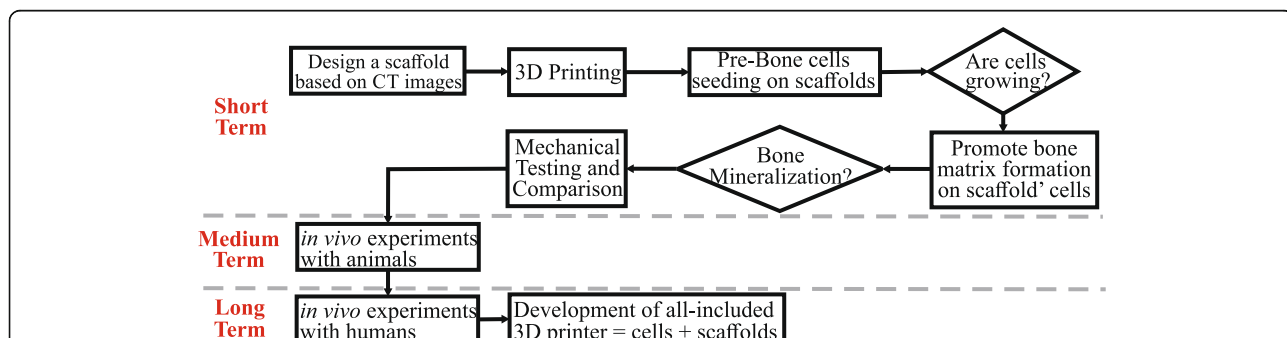 Design a scaffold
based on CT images
3D Printing
Pre-Bone cells
seeding on scaffolds
Are cells
growing?
Short
Term
Mechanical
Testing and
Comparison
Bone
Mineralization?
Promote bone
matrix formation
on scaffold' cells
Medium
Term
in vivo experiments
with animals
Long
Term
in vivo experiments
with humans
Development of all-included
3D printer = cells + scaffolds